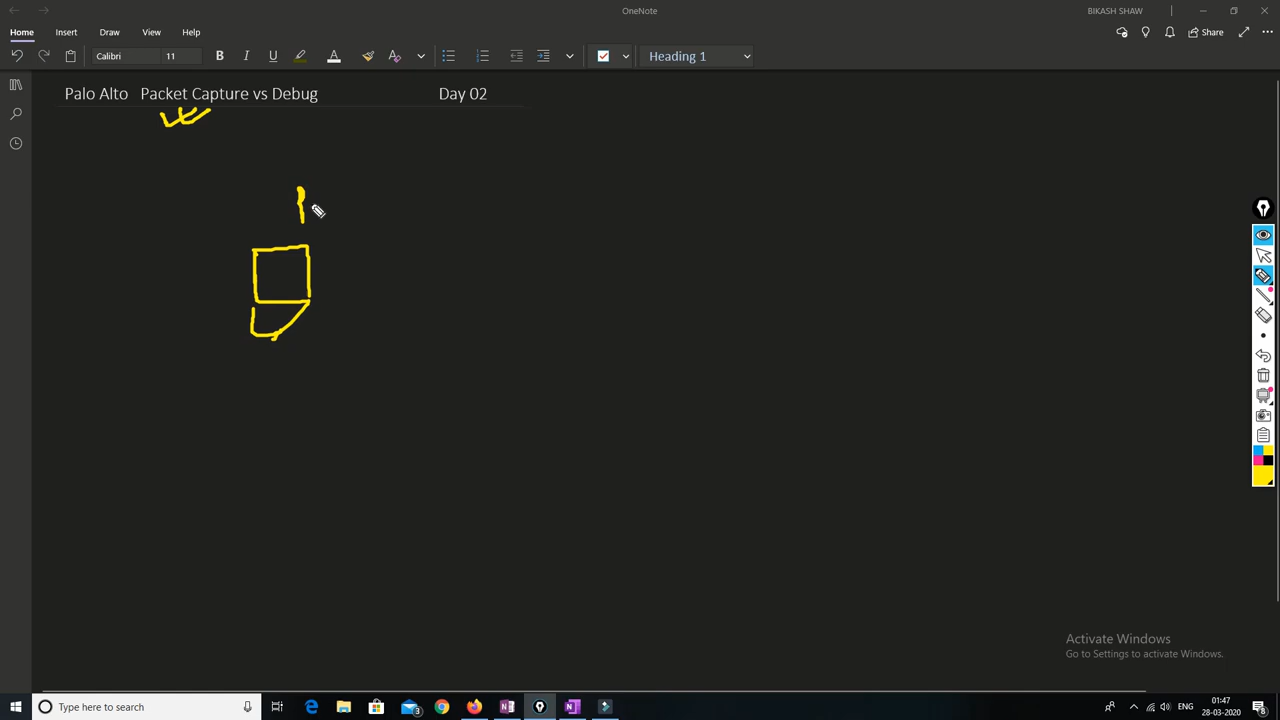 OneNote
BIKASH SHAW
Home Insert Draw View Help
Share
Calibri 11 B I U A A Heading 1
Palo Alto Packet Capture vs Debug Day 02
Activate Windows
Go to Settings to activate Windows.
Type here to search
3
ENG
01:47
28-03-2020
8